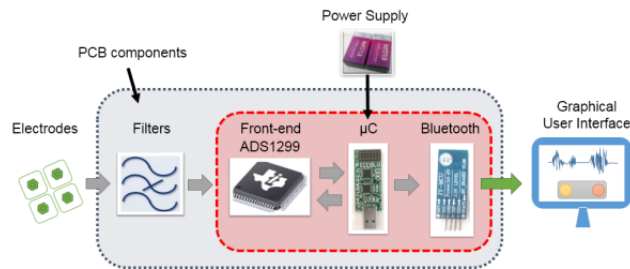 Power Supply
PCB components
Electrodes
Filters
Front-end
ADS1299
µC
Bluetooth
Graphical
User Interface